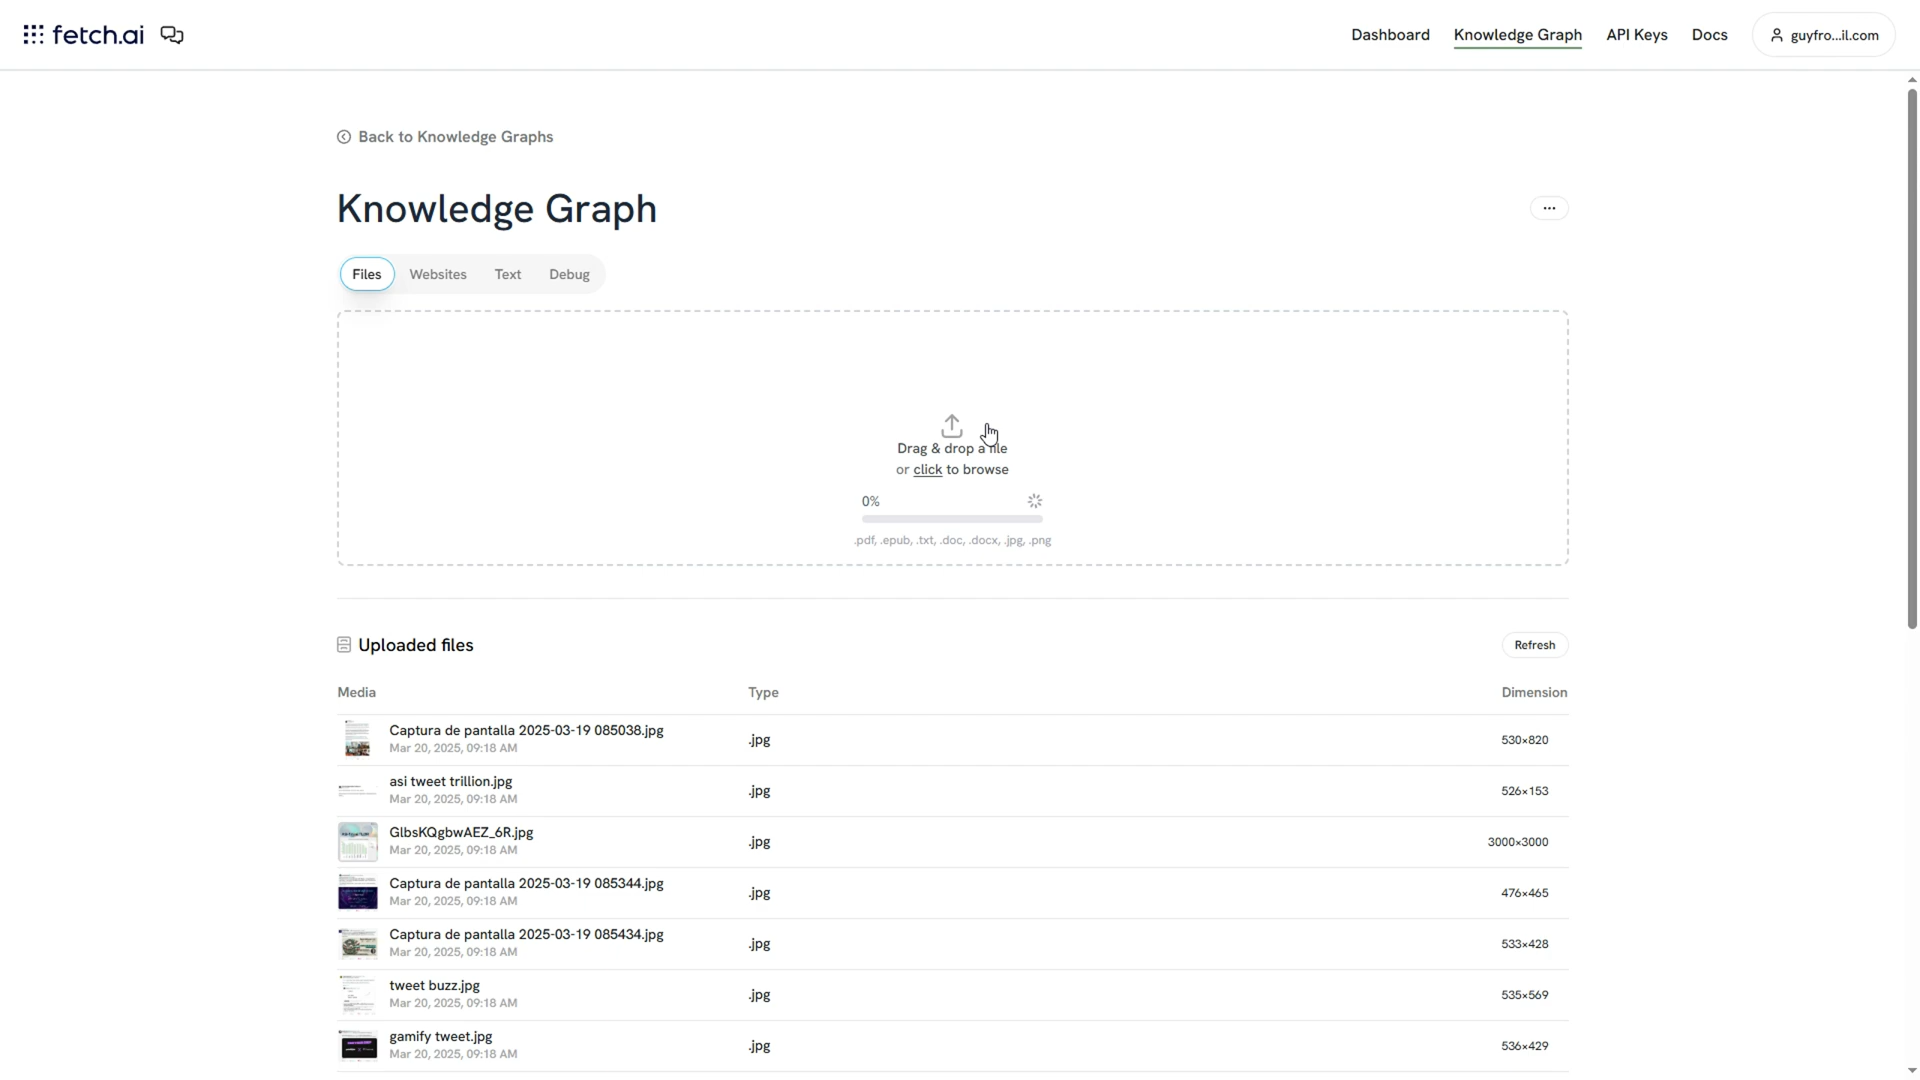 fetch.ai
Dashboard
Knowledge Graph
API Keys
Docs
guyfro...il.com
Back to Knowledge Graphs
Knowledge Graph
...
Files
Websites
Text
Debug
Drag & drop a file
or click to browse
0%
.pdf, .epub, .txt, .doc, .docx, .jpg, .png
Uploaded files
Refresh
Media Type Dimension
Captura de pantalla 2025-03-19 085038.jpg
Mar 20, 2025, 09:18 AM
.jpg
530×820
asi tweet trillion.jpg
Mar 20, 2025, 09:18 AM
.jpg
526×153
GlbsKQgbwAEZ_6R.jpg
Mar 20, 2025, 09:18 AM
.jpg
3000×3000
Captura de pantalla 2025-03-19 085344.jpg
Mar 20, 2025, 09:18 AM
.jpg
476×465
Captura de pantalla 2025-03-19 085434.jpg
Mar 20, 2025, 09:18 AM
.jpg
533×428
tweet buzz.jpg
Mar 20, 2025, 09:18 AM
.jpg
535×569
gamify tweet.jpg
Mar 20, 2025, 09:18 AM
.jpg
536×429